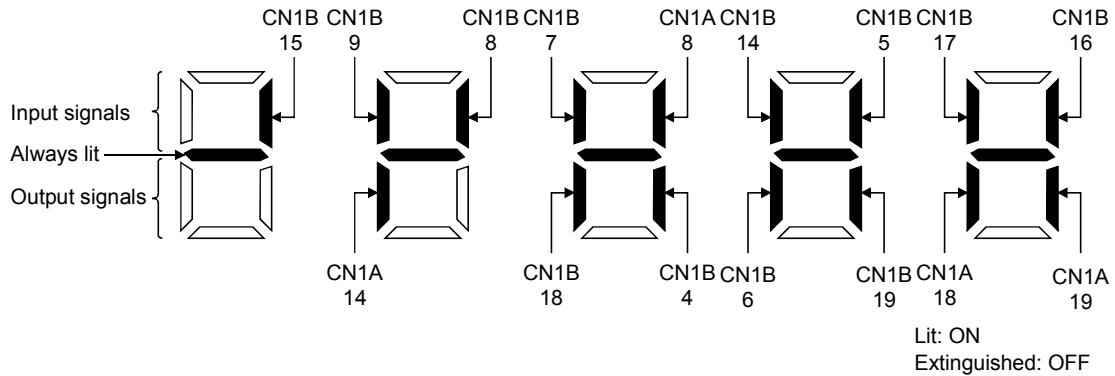 CN1B CN1B CN1B CN1B CN1A CN1B CN1B CN1B CN1B
15 9 8 7 8 14 5 17 16
Input signals
Always lit
Output signals
CN1A CN1B CN1B CN1B CN1B CN1A CN1A
14 18 4 6 19 18 19
Lit: ON
Extinguished: OFF